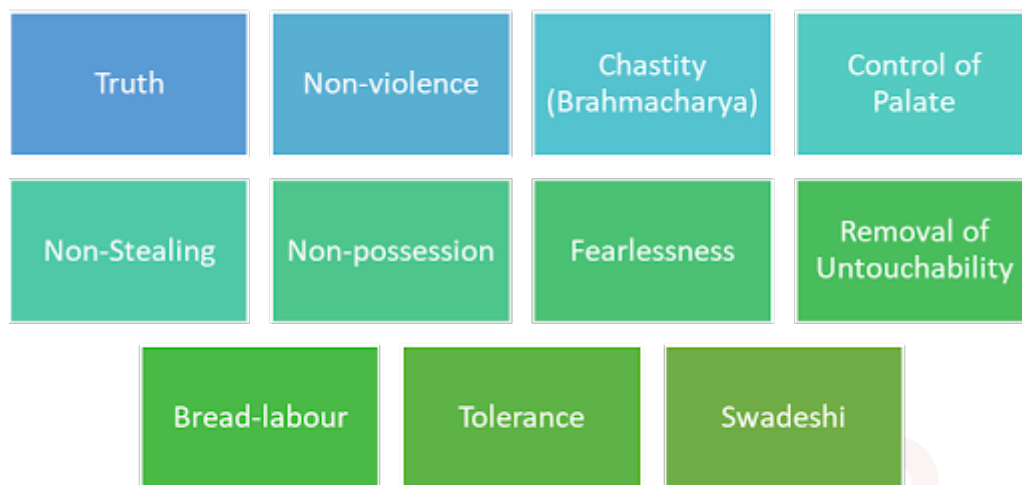 Truth
Non-violence
Chastity
(Brahmacharya)
Control of
Palate
Non-Stealing
Non-possession
Fearlessness
Removal of
Untouchability
Bread-labour
Tolerance
Swadeshi